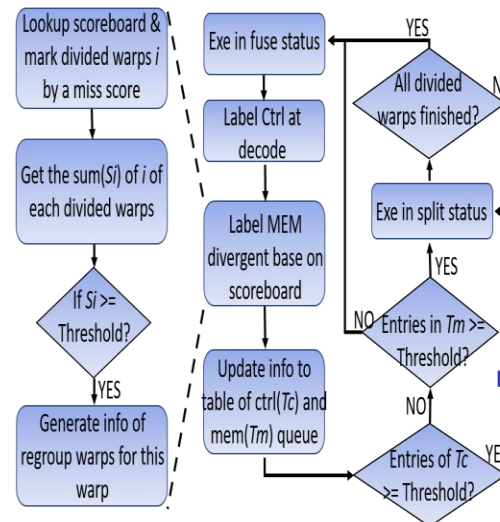 Lookup scoreboard &
mark divided warps i
by a miss score
Get the sum(Si) of i of
each divided warps
If Si >=
Threshold?
YES
Generate info of
regroup warps for this
warp
Exe in fuse status
Label Ctrl at
decode
Label MEM
divergent base on
scoreboard
Update info to
table of ctrl(Tc) and
mem(Tm) queue
YES
All divided
warps finished?
Exe in split status
YES
NO
Entries in Tm >=
Threshold?
NO
Entries of Tc
>= Threshold?